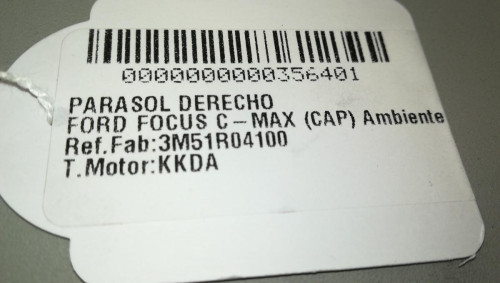 0000000000356401
PARASOL DERECHO
FORD FOCUS C-MAX (CAP) Ambiente
Ref.Fab:3M51R04100
T.Motor:KKDA